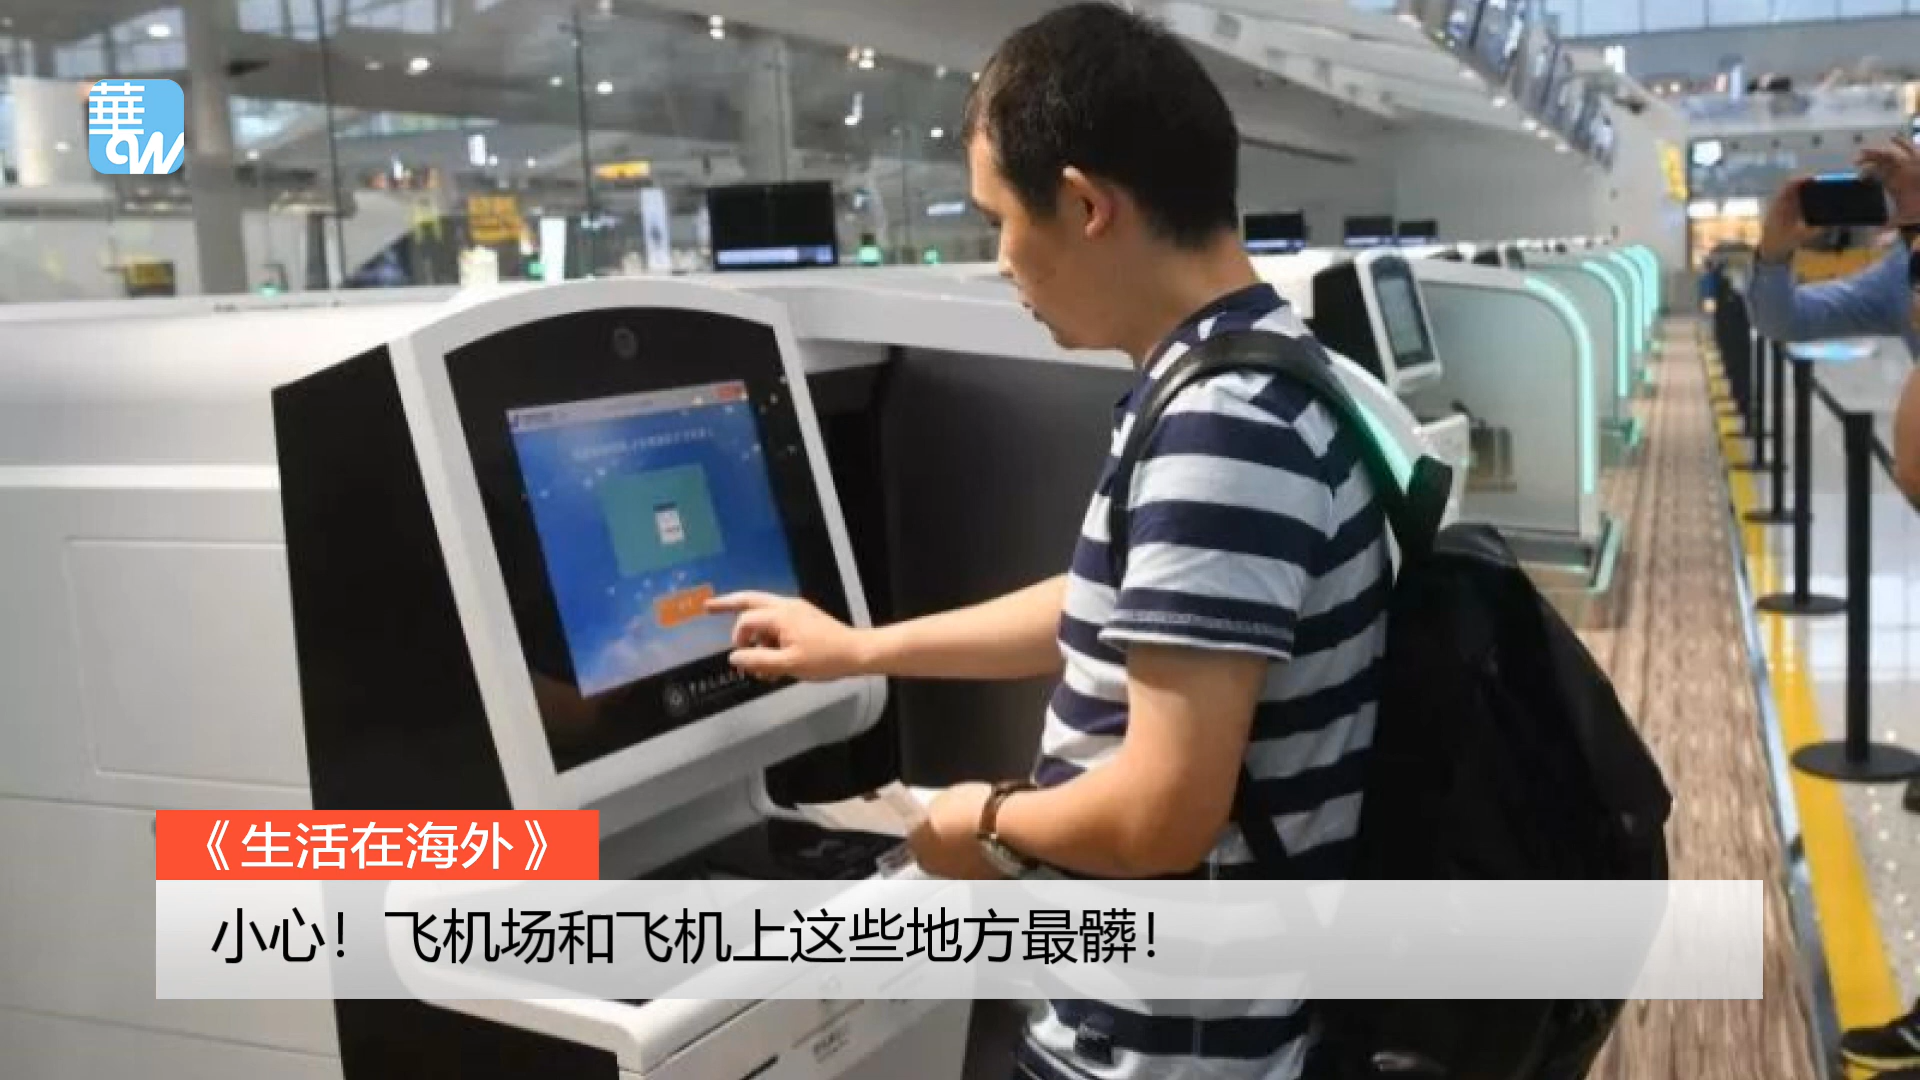 華
CW
《生活在海外》
小心！飞机场和飞机上这些地方最髒！